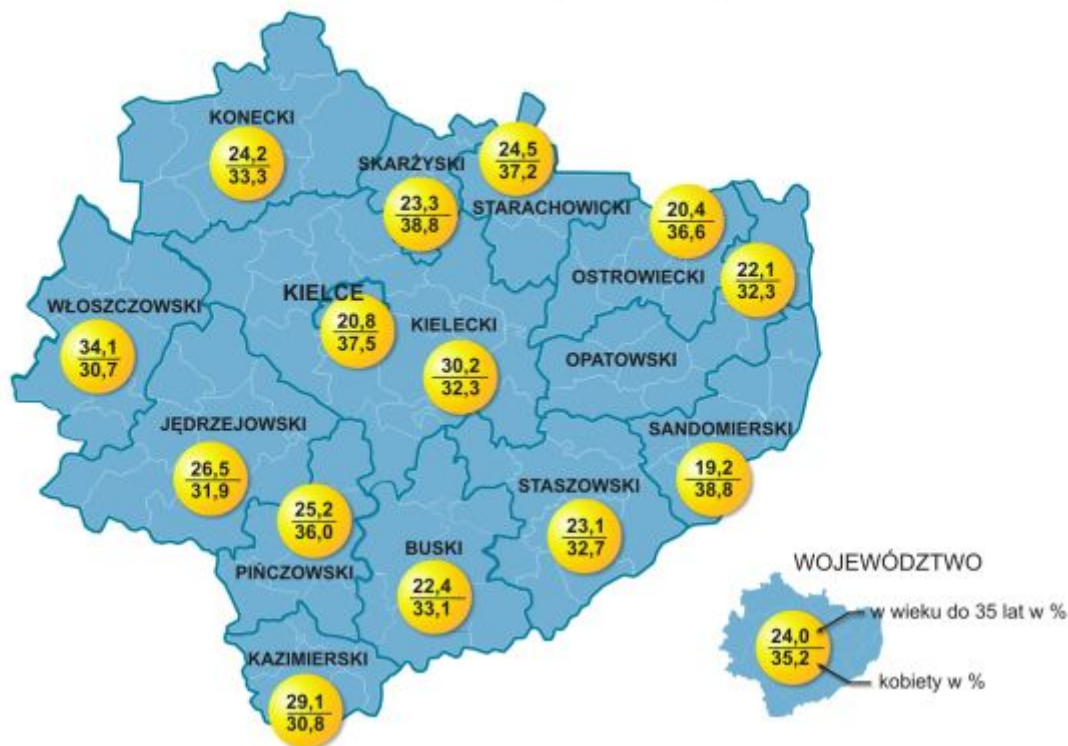 KONECKI
24,2
33,3
SKARŻYSKI
23,3
38,8
24,5
37,2
STARACHOWICKI
20,4
36,6
OSTROWIECKI
22,1
32,3
WŁOSZCZOWSKI
34,1
30,7
KIELCE
20,8
37,5
KIELECKI
30,2
32,3
OPATOWSKI
JĘDRZEJOWSKI
26,5
31,9
SANDOMIERSKI
19,2
38,8
STASZOWSKI
23,1
32,7
25,2
36,0
PIŃCZOWSKI
BUSKI
22,4
33,1
KAZIMIERSKI
29,1
30,8
WOJEWÓDZTWO
24,0
35,2
w wieku do 35 lat w %
kobiety w %